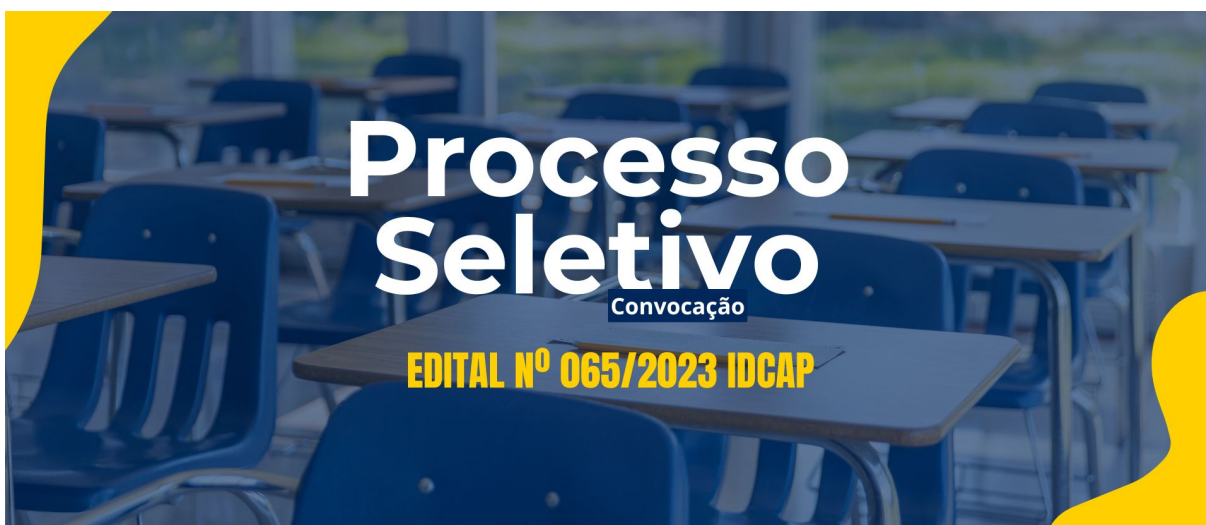 Processo
Seletivo
Convocação
EDITAL Nº 065/2023 IDCAP